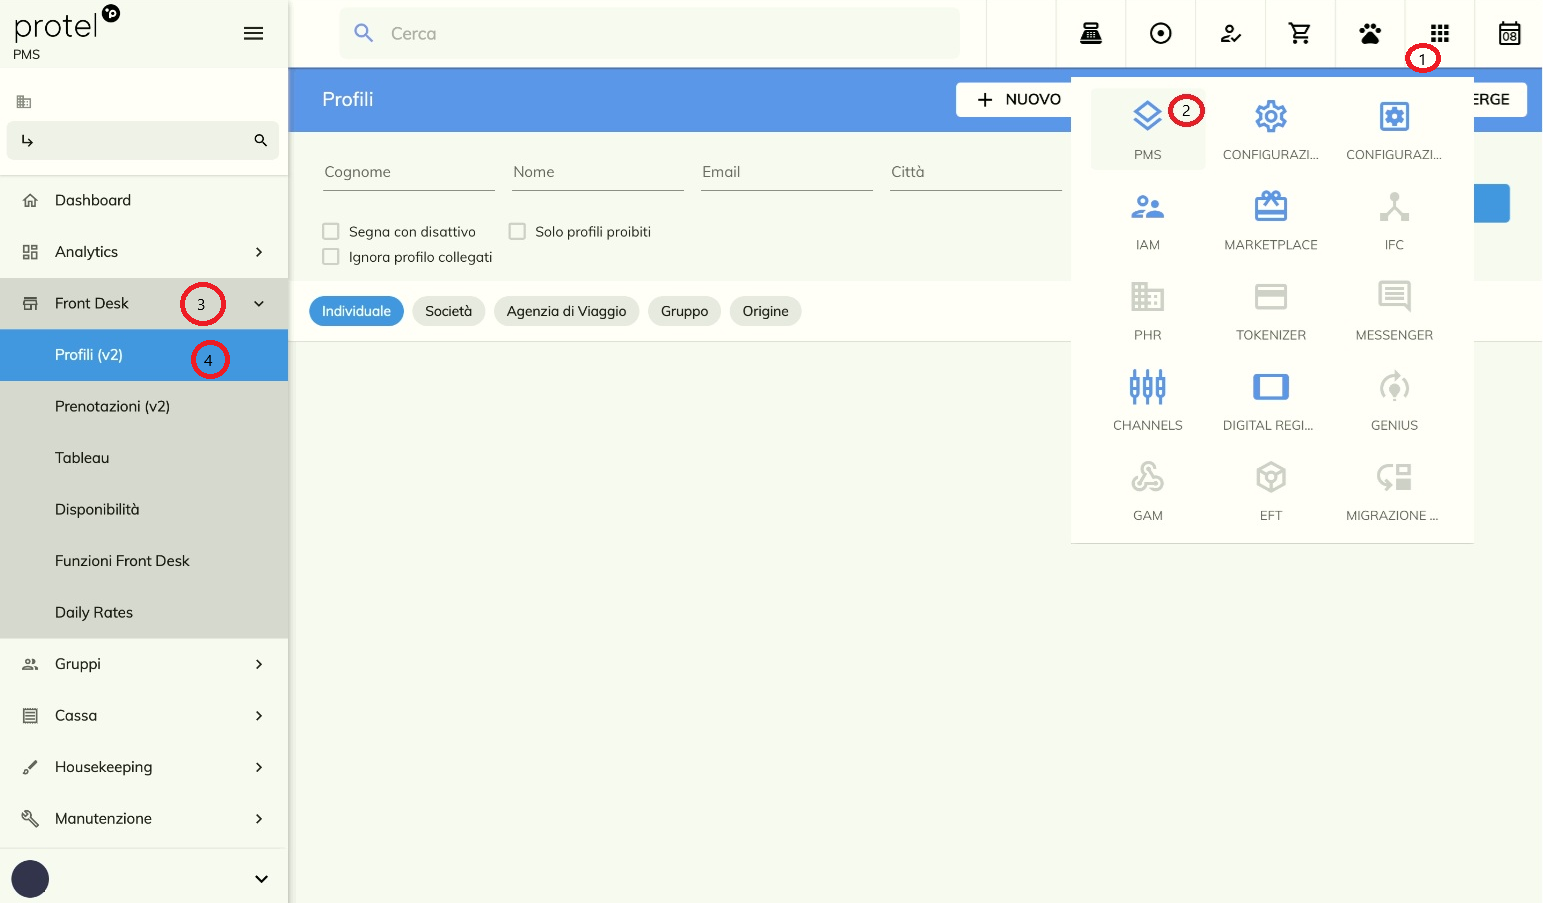 protel
PMS
Cerca
08
1
Profili
NUOVO
ERGE
Dashboard
Analytics
Front Desk
3
Profili (v2)
4
Prenotazioni (v2)
Tableau
Disponibilità
Funzioni Front Desk
Daily Rates
Gruppi
Cassa
Housekeeping
Manutenzione
Cognome
Nome
Email
Città
Segna con disattivo
Solo profili proibiti
Ignora profilo collegati
Individuale
Società
Agenzia di Viaggio
Gruppo
Origine
2
PMS
CONFIGURAZI...
CONFIGURAZI...
IAM
MARKETPLACE
IFC
PHR
TOKENIZER
MESSENGER
CHANNELS
DIGITAL REGI...
GENIUS
GAM
EFT
MIGRAZIONE ...